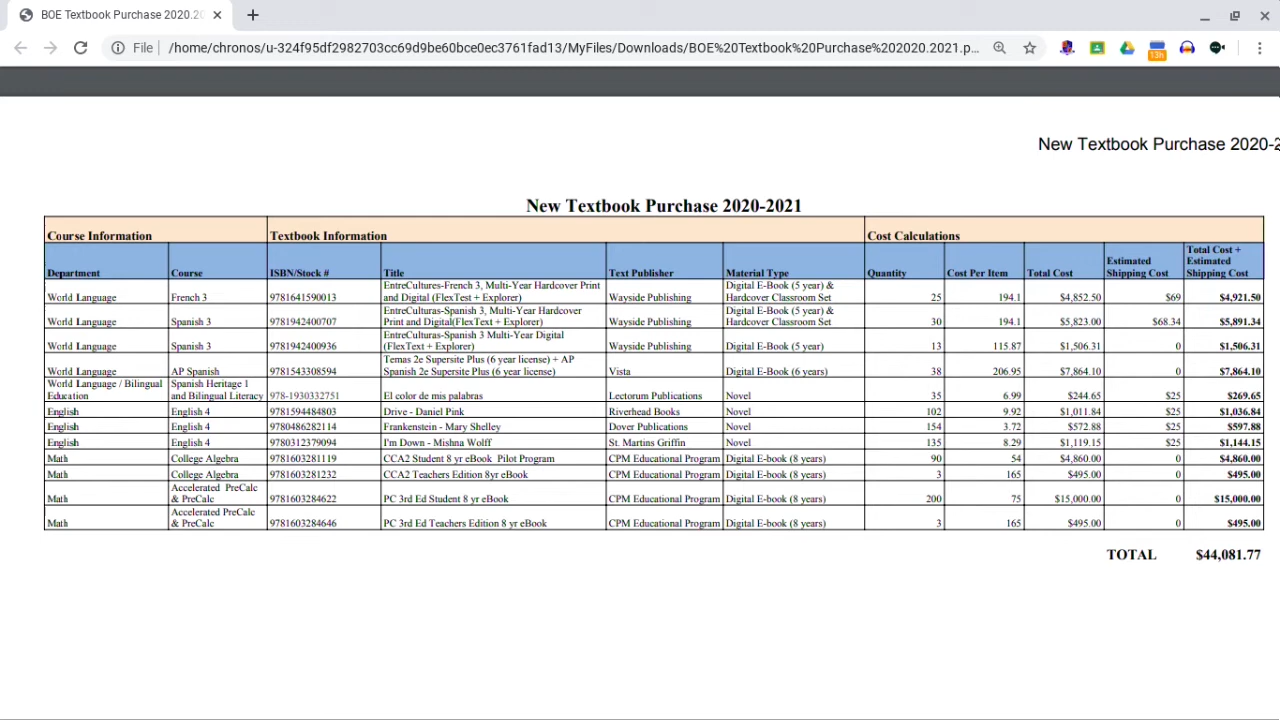 BOE Textbook Purchase 2020.20
File | /home/chronos/u-324f95df2982703cc69d9be60bce0ec3761fad13/MyFiles/Downloads/BOE%20Textbook%20Purchase%202020.2021.p...
13h
New Textbook Purchase 2020-2
New Textbook Purchase 2020-2021
Course Information Textbook Information Cost Calculations
Department Course ISBN/Stock # Title Text Publisher Material Type Quantity Cost Per Item Total Cost Estimated Shipping Cost Total Cost + Estimated Shipping Cost
World Language French 3 9781641590013 EntreCultures-French 3, Multi-Year Hardcover Print and Digital (FlexTest + Explorer) Wayside Publishing Digital E-Book (5 year) & Hardcover Classroom Set 25 194.1 $4,852.50 $69 $4,921.50
World Language Spanish 3 9781942400707 EntreCulturas-Spanish 3, Multi-Year Hardcover Print and Digital(FlexText + Explorer) Wayside Publishing Digital E-Book (5 year) & Hardcover Classroom Set 30 194.1 $5,823.00 $68.34 $5,891.34
World Language Spanish 3 9781942400936 EntreCulturas-Spanish 3 Multi-Year Digital (FlexText + Explorer) Wayside Publishing Digital E-Book (5 year) 13 115.87 $1,506.31 0 $1,506.31
World Language AP Spanish 9781543308594 Temas 2e Supersite Plus (6 year license) + AP Spanish 2e Supersite Plus (6 year license) Vista Digital E-Book (6 years) 38 206.95 $7,864.10 0 $7,864.10
World Language / Bilingual Education Spanish Heritage 1 and Bilingual Literacy 978-1930332751 El color de mis palabras Lectorum Publications Novel 35 6.99 $244.65 $25 $269.65
English English 4 9781594484803 Drive - Daniel Pink Riverhead Books Novel 102 9.92 $1,011.84 $25 $1,036.84
English English 4 9780486282114 Frankenstein - Mary Shelley Dover Publications Novel 154 3.72 $572.88 $25 $597.88
English English 4 9780312379094 I'm Down - Mishna Wolff St. Martins Griffin Novel 135 8.29 $1,119.15 $25 $1,144.15
Math College Algebra 9781603281119 CCA2 Student 8 yr eBook Pilot Program CPM Educational Program Digital E-book (8 years) 90 54 $4,860.00 0 $4,860.00
Math College Algebra 9781603281232 CCA2 Teachers Edition 8yr eBook CPM Educational Program Digital E-book (8 years) 3 165 $495.00 0 $495.00
Math Accelerated PreCalc & PreCalc 9781603284622 PC 3rd Ed Student 8 yr eBook CPM Educational Program Digital E-book (8 years) 200 75 $15,000.00 0 $15,000.00
Math Accelerated PreCalc & PreCalc 9781603284646 PC 3rd Ed Teachers Edition 8 yr eBook CPM Educational Program Digital E-book (8 years) 3 165 $495.00 0 $495.00
TOTAL $44,081.77